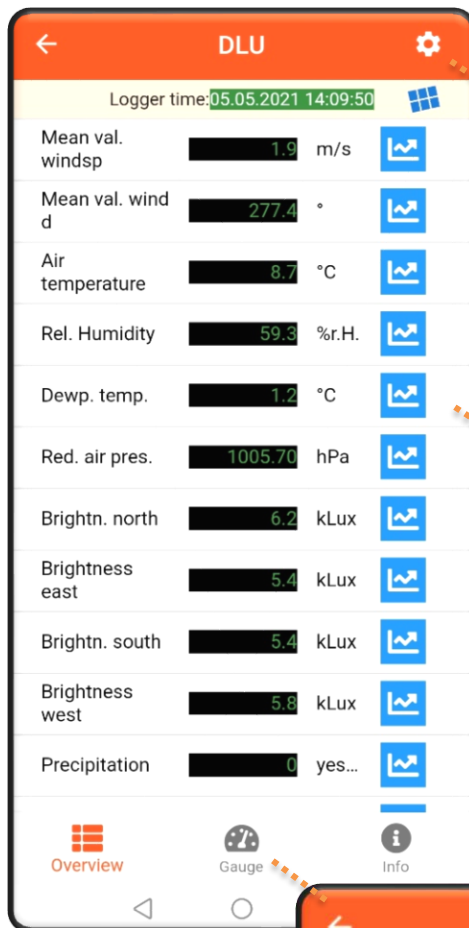 DLU
Logger time:05.05.2021 14:09:50
Mean val.
windsp
1.9 m/s
Mean val. wind
d
277.4 °
Air
temperature
8.7 °C
Rel. Humidity 59.3 %r.H.
Dewp. temp. 1.2 °C
Red. air pres. 1005.70 hPa
Brightn. north 6.2 kLux
Brightness
east
5.4 kLux
Brightn. south 5.4 kLux
Brightness
west
5.8 kLux
Precipitation 0 yes...
Overview Gauge Info